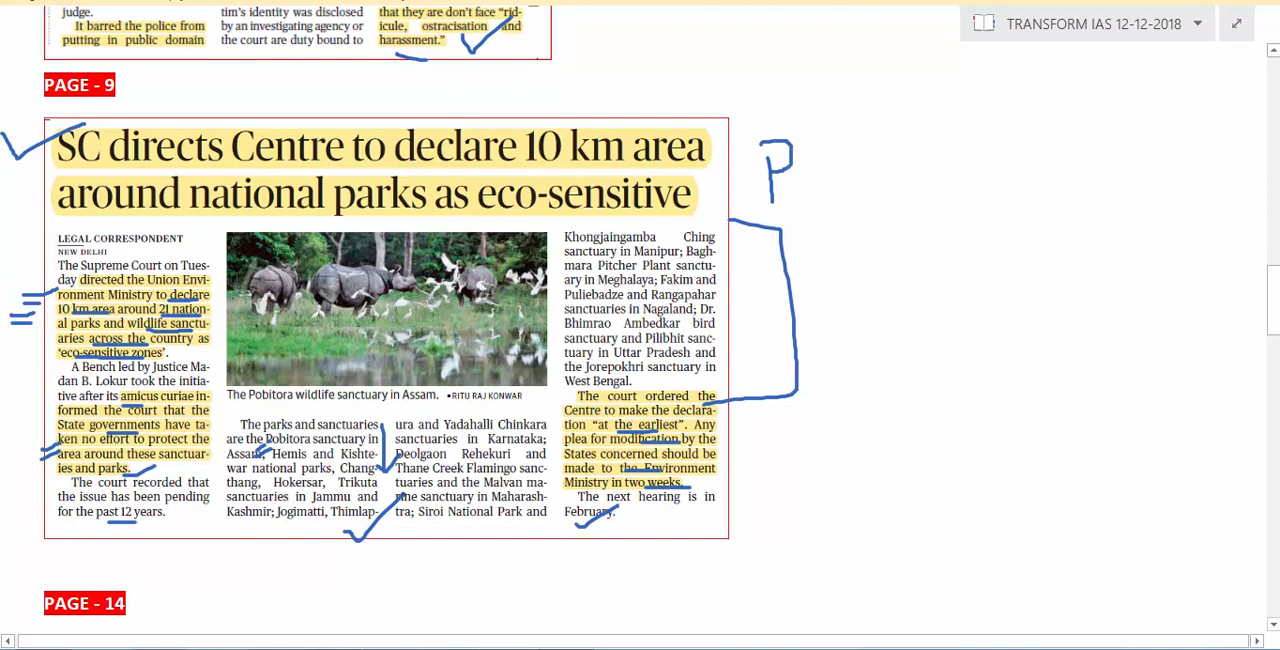 TRANSFORM IAS 12-12-2018
judge.
It barred the police from
putting in public domain
tim's identity was disclosed
by an investigating agency or
the court are duty bound to
that they are don't face “rid-
icule, ostracisation and
harassment.”
PAGE - 9
SC directs Centre to declare 10 km area
around national parks as eco-sensitive
P
LEGAL CORRESPONDENT
NEW DELHI
The Supreme Court on Tues-
day directed the Union Envi-
ronment Ministry to declare
10 km area around 21 nation-
al parks and wildlife sanctu-
aries across the country as
‘eco-sensitive zones’.
A Bench led by Justice Ma-
dan B. Lokur took the initia-
tive after its amicus curiae in-
formed the court that the
State governments have ta-
ken no effort to protect the
area around these sanctuar-
ies and parks.
The court recorded that
the issue has been pending
for the past 12 years.
The Pobitora wildlife sanctuary in Assam. •RITU RAJ KONWAR
The parks and sanctuaries
are the Pobitora sanctuary in
Assam; Hemis and Kishte-
war national parks, Chang-
thang, Hokersar, Trikuta
sanctuaries in Jammu and
Kashmir; Jogimatti, Thimlap-
ura and Yadahalli Chinkara
sanctuaries in Karnataka;
Deolgaon Rehekuri and
Thane Creek Flamingo sanc-
tuaries and the Malvan ma-
rine sanctuary in Maharash-
tra; Siroi National Park and
Khongjaingamba Ching
sanctuary in Manipur; Bagh-
mara Pitcher Plant sanctu-
ary in Meghalaya; Fakim and
Puliebadze and Rangapahar
sanctuaries in Nagaland; Dr.
Bhimrao Ambedkar bird
sanctuary and Pilibhit sanc-
tuary in Uttar Pradesh and
the Jorepokhri sanctuary in
West Bengal.
The court ordered the
Centre to make the declara-
tion “at the earliest”. Any
plea for modification by the
States concerned should be
made to the Environment
Ministry in two weeks.
The next hearing is in
February.
PAGE - 14